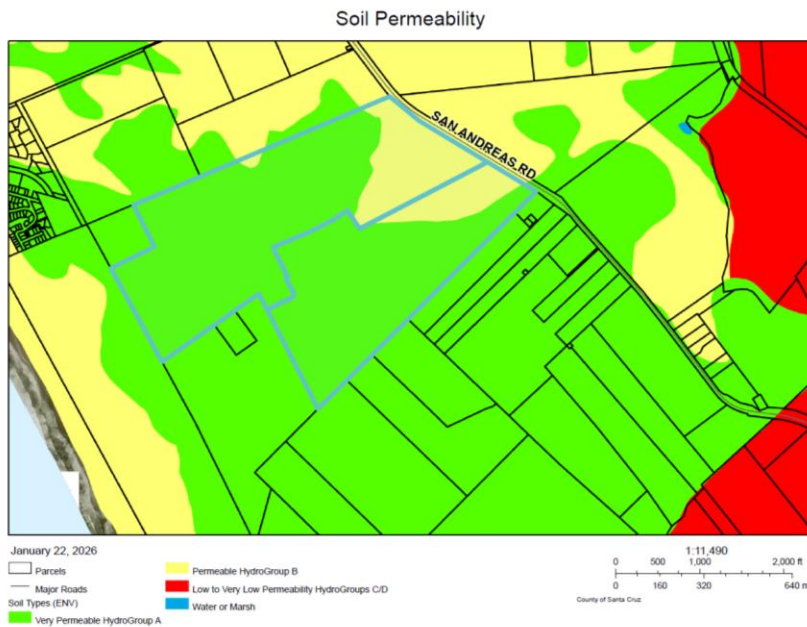 Soil Permeability
SAN ANDREAS RD
January 22, 2026
Parcels
Major Roads
Soil Types (ENV)
Very Permeable HydroGroup A
Permeable HydroGroup B
Low to Very Low Permeability HydroGroups C/D
Water or Marsh
1:11,490
0 500 1,000 2,000 ft
0 160 320 640 m
County of Santa Cruz